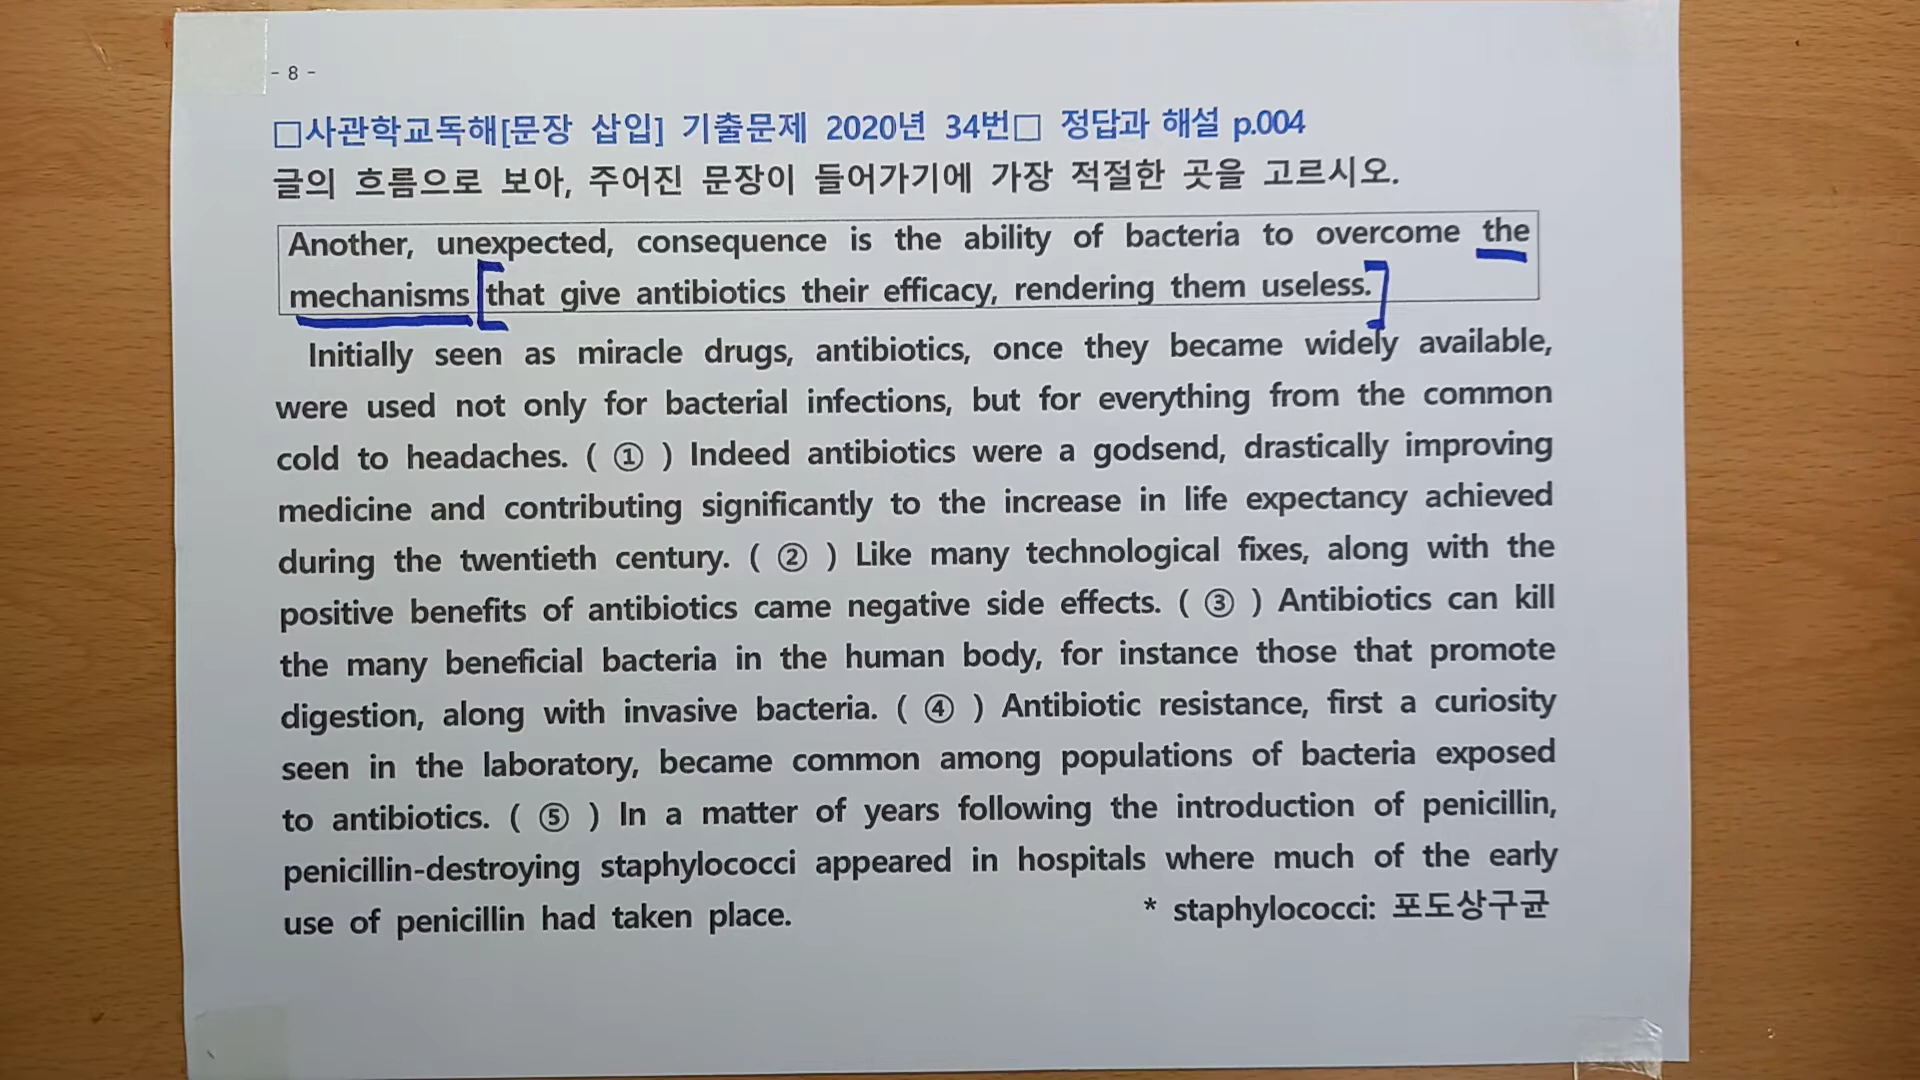 - 8 -
□사관학교독해[문장 삽입] 기출문제 2020년 34번□ 정답과 해설 p.004
글의 흐름으로 보아, 주어진 문장이 들어가기에 가장 적절한 곳을 고르시오.
Another, unexpected, consequence is the ability of bacteria to overcome the
mechanisms [that give antibiotics their efficacy, rendering them useless.]
Initially seen as miracle drugs, antibiotics, once they became widely available,
were used not only for bacterial infections, but for everything from the common
cold to headaches. ( ① ) Indeed antibiotics were a godsend, drastically improving
medicine and contributing significantly to the increase in life expectancy achieved
during the twentieth century. ( ② ) Like many technological fixes, along with the
positive benefits of antibiotics came negative side effects. ( ③ ) Antibiotics can kill
the many beneficial bacteria in the human body, for instance those that promote
digestion, along with invasive bacteria. ( ④ ) Antibiotic resistance, first a curiosity
seen in the laboratory, became common among populations of bacteria exposed
to antibiotics. ( ⑤ ) In a matter of years following the introduction of penicillin,
penicillin-destroying staphylococci appeared in hospitals where much of the early
use of penicillin had taken place. * staphylococci: 포도상구균